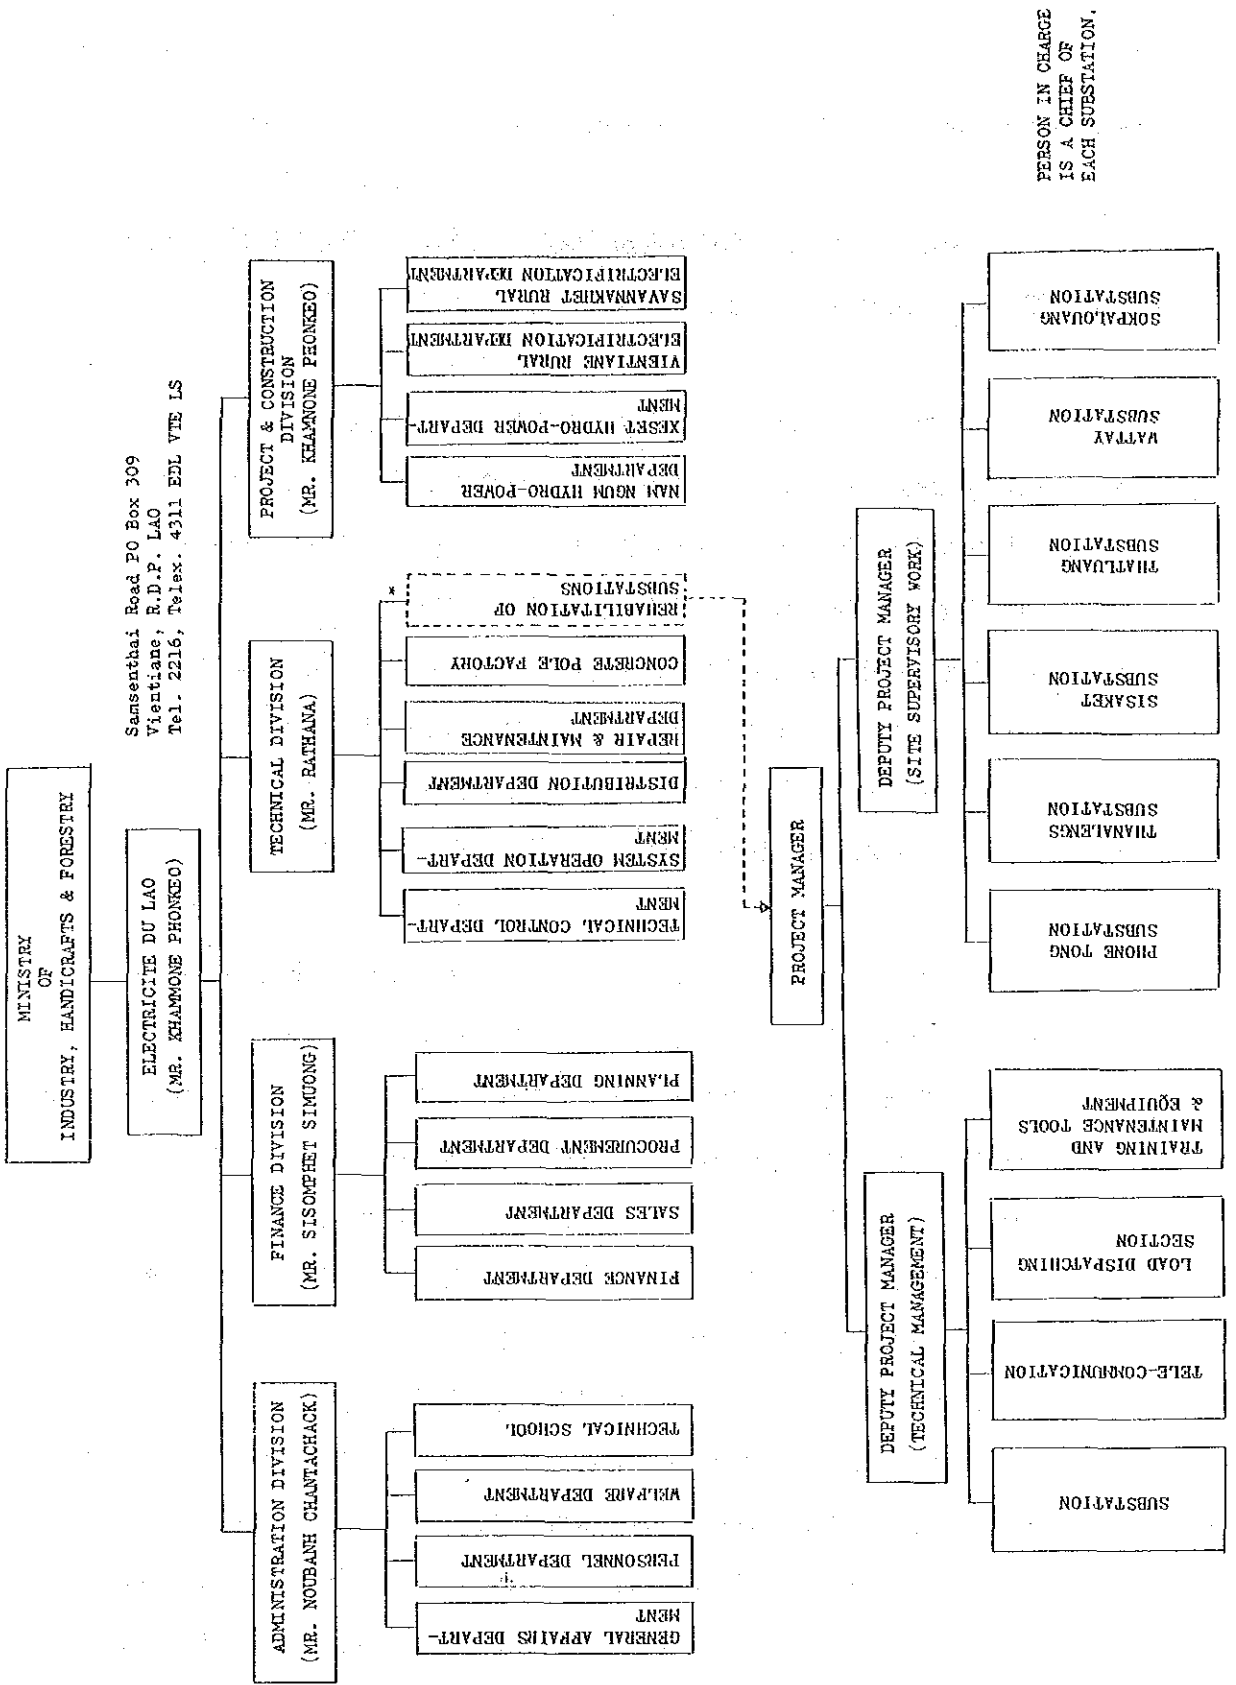 MINISTRY
OF
INDUSTRY, HANDICRAFTS & FORESTRY
ELECTRICITE DU LAO
(MR. KHAMMONE PHONKEO)
Samsenthai Road PO Box 309
Vientiane, R.D.P. LAO
Tel. 2216, Telex. 4311 EDL VTE LS
ADMINISTRATION DIVISION
(MR. NOUBANH CHANTACHACK)
FINANCE DIVISION
(MR. SISOMPHET SIMUONG)
TECHNICAL DIVISION
(MR. RATHANA)
PROJECT & CONSTRUCTION
DIVISION
(MR. KHAMNONE PHONKEO)
GENERAL AFFAIRS DEPART-
MENT
PERSONNEL DEPARTMENT
WELFARE DEPARTMENT
TECHNICAL SCHOOL
FINANCE DEPARTMENT
SALES DEPARTMENT
PROCUREMENT DEPARTMENT
PLANNING DEPARTMENT
TECHNICAL CONTROL DEPART-
MENT
SYSTEM OPERATION DEPART-
MENT
DISTRIBUTION DEPARTMENT
REPAIR & MAINTENANCE
DEPARTMENT
CONCRETE POLE FACTORY
*
REHABILITATION OF
SUBSTATIONS
NAM NGUM HYDRO-POWER
DEPARTMENT
XESET HYDRO-POWER DEPART-
MENT
VIENTIANE RURAL
ELECTRIFICATION DEPARTMENT
SAVANNAKHET RURAL
ELECTRIFICATION DEPARTMENT
PROJECT MANAGER
DEPUTY PROJECT MANAGER
(TECHNICAL MANAGEMENT)
DEPUTY PROJECT MANAGER
(SITE SUPERVISORY WORK)
SUBSTATION
TELE-COMMUNICATION
LOAD DISPATCHING
SECTION
TRAINING AND
MAINTENANCE TOOLS
& EQUIPMENT
PHONE TONG
SUBSTATION
THANALENGS
SUBSTATION
SISAKET
SUBSTATION
THATLUANG
SUBSTATION
WATTAY
SUBSTATION
SOKPALOUANG
SUBSTATION
PERSON IN CHARGE
IS A CHIEF OF
EACH SUBSTATION.